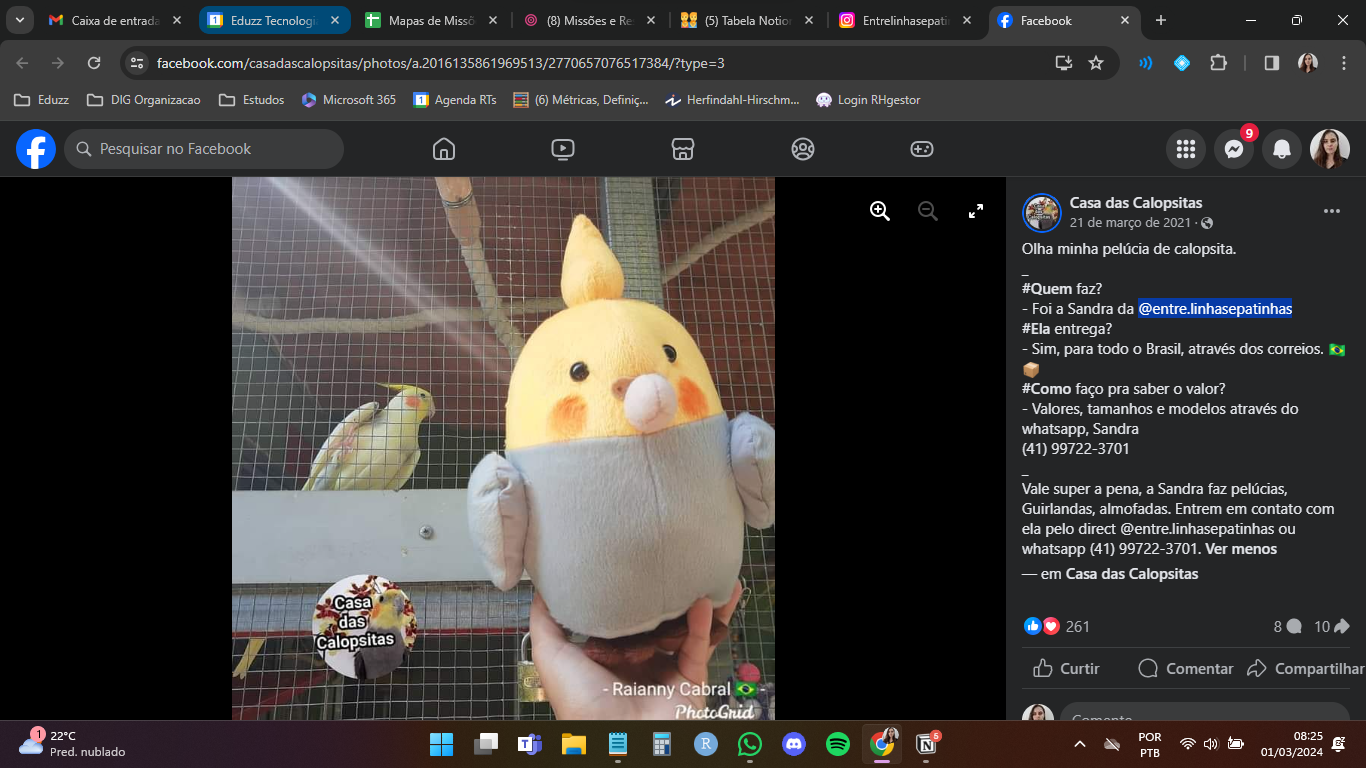 Caixa de entrada
Eduzz Tecnologi
Mapas de Missõ
(8) Missões e Re
(5) Tabela Notion
Entrelinhasepatin
Facebook
facebook.com/casadascalopsitas/photos/a.2016135861969513/2770657076517384/?type=3
Eduzz
DIG Organizacao
Estudos
Microsoft 365
Agenda RTs
(6) Métricas, Definiç...
Herfindahl-Hirschm...
Login RHgestor
Pesquisar no Facebook
9
Casa das Calopsitas
21 de março de 2021 ·
Olha minha pelúcia de calopsita.
_
#Quem faz?
- Foi a Sandra da @entre.linhasepatinhas
#Ela entrega?
- Sim, para todo o Brasil, através dos correios.
#Como faço pra saber o valor?
- Valores, tamanhos e modelos através do
whatsapp, Sandra
(41) 99722-3701
_
Vale super a pena, a Sandra faz pelúcias,
Guirlandas, almofadas. Entrem em contato com
ela pelo direct @entre.linhasepatinhas ou
whatsapp (41) 99722-3701. Ver menos
— em Casa das Calopsitas
261
8
10
Curtir
Comentar
Compartilhar
Casa
das
Calopsitas
- Raianny Cabral -
PhotoGrid
1
22°C
Pred. nublado
5
POR
PTB
08:25
01/03/2024